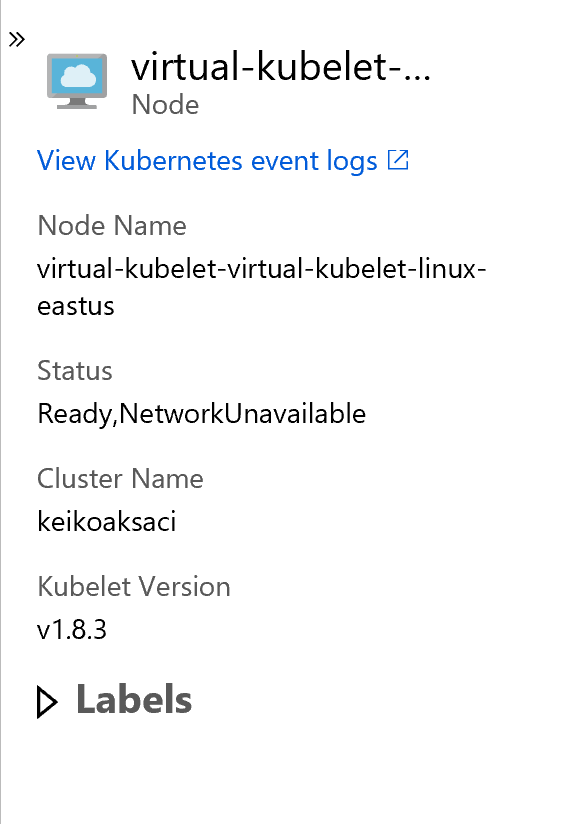 virtual-kubelet-...
Node
View Kubernetes event logs
Node Name
virtual-kubelet-virtual-kubelet-linux-
eastus
Status
Ready,NetworkUnavailable
Cluster Name
keikoaksaci
Kubelet Version
v1.8.3
Labels